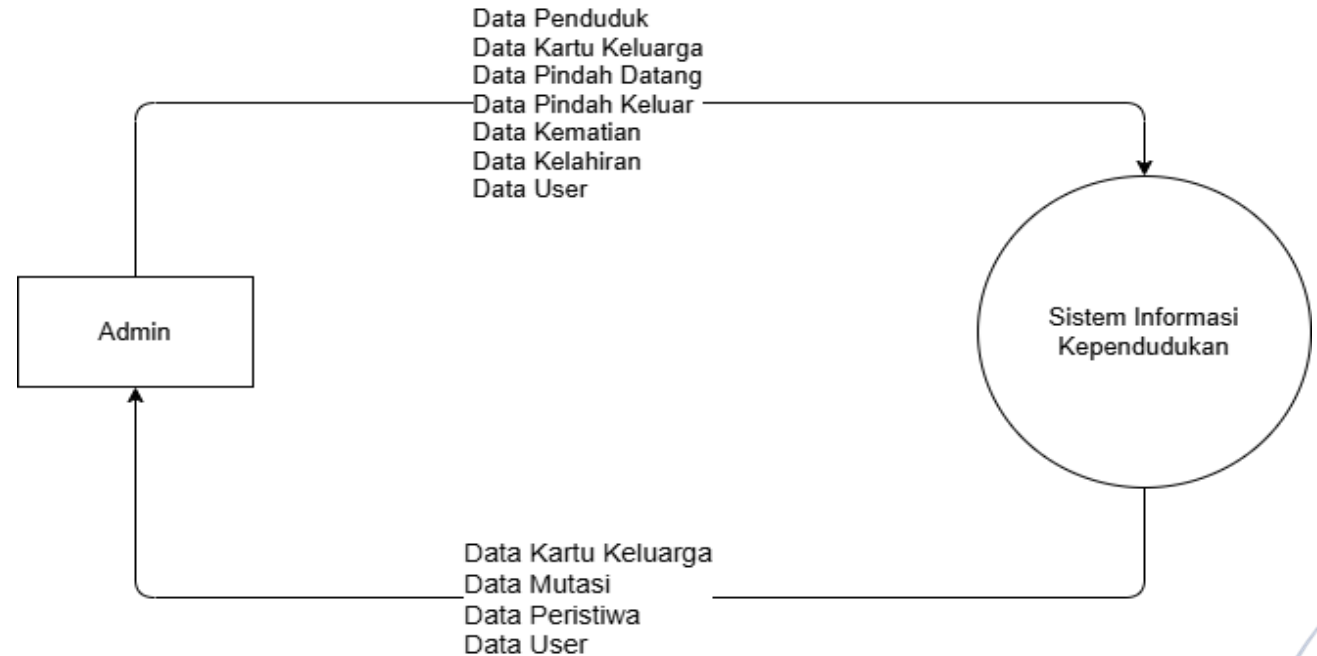 Data Penduduk
Data Kartu Keluarga
Data Pindah Datang
Data Pindah Keluar
Data Kematian
Data Kelahiran
Data User
Admin
Sistem Informasi
Kependudukan
Data Kartu Keluarga
Data Mutasi
Data Peristiwa
Data User